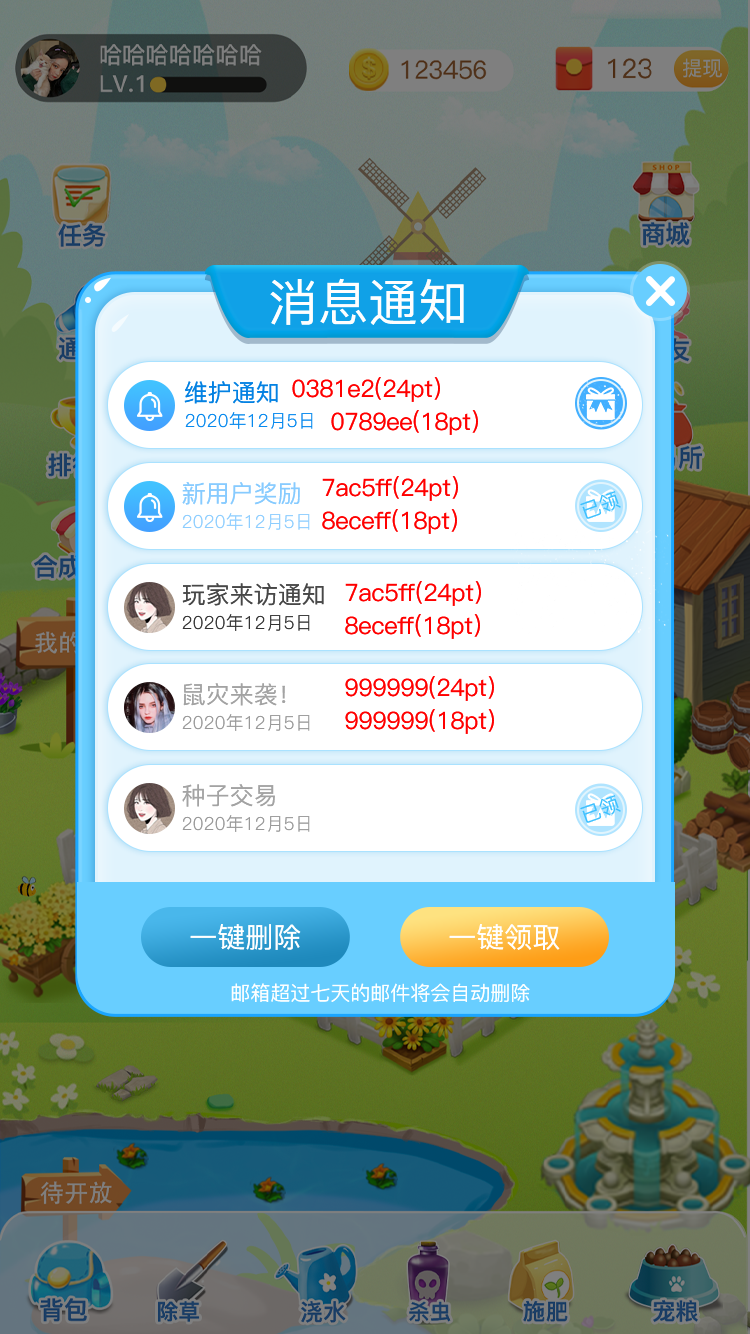 哈哈哈哈哈哈哈
LV.1
123456
123
提现
SHOP
任务
商城
消息通知
通
友
维护通知 0381e2(24pt)
2020年12月5日 0789ee(18pt)
排
所
新用户奖励 7ac5ff(24pt)
2020年12月5日 8eceff(18pt)
已领
合成
玩家来访通知 7ac5ff(24pt)
2020年12月5日 8eceff(18pt)
我的
鼠灾来袭! 999999(24pt)
2020年12月5日 999999(18pt)
种子交易
2020年12月5日
已领
一键删除
一键领取
邮箱超过七天的邮件将会自动删除
待开放
背包
除草
浇水
杀虫
施肥
宠粮